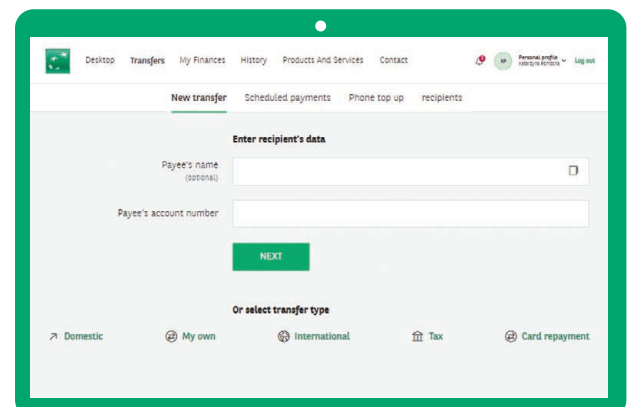 Desktop Transfers My Finances History Products And Services Contact Personal profile Log out
New transfer Scheduled payments Phone top up recipients
Enter recipient's data
Payee's name
(optional)
Payee's account number
NEXT
Or select transfer type
Domestic My own International Tax Card repayment